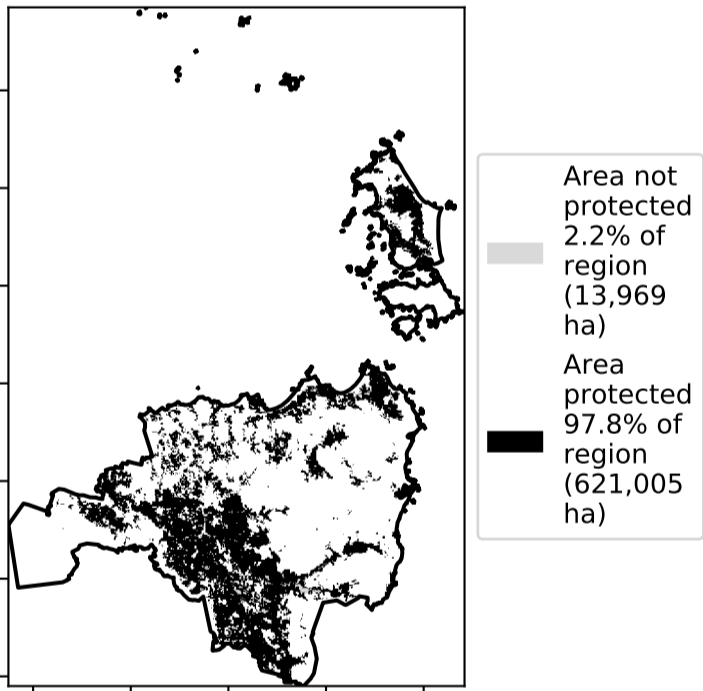 Area not
protected
2.2% of
region
(13,969
ha)
Area
protected
97.8% of
region
(621,005
ha)